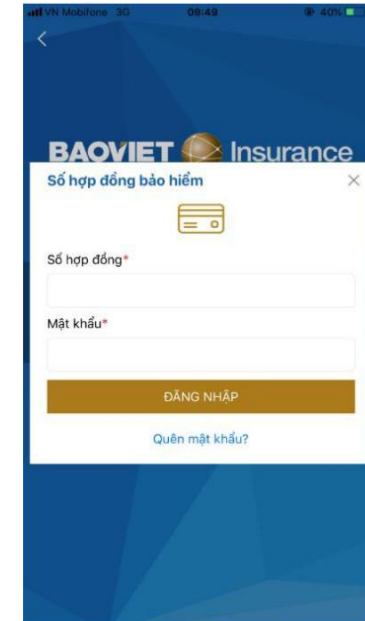 VN Mobifone 3G 09:49 40%
BAOVIET Insurance
Số hợp đồng bảo hiểm
Số hợp đồng*
Mật khẩu*
ĐĂNG NHẬP
Quên mật khẩu?